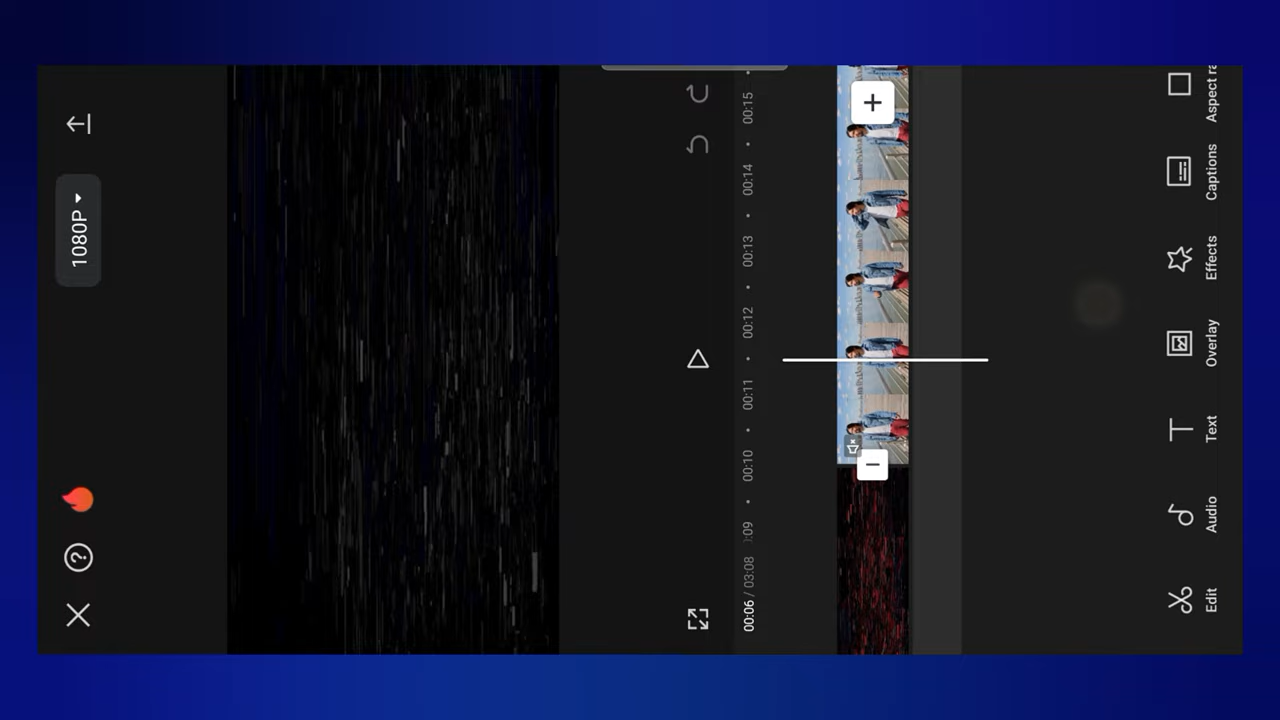 1080P
00:06 / 03:08
:09
00:10
00:11
00:12
00:13
00:14
00:15
Edit
Audio
Text
Overlay
Effects
Captions
Aspect ra